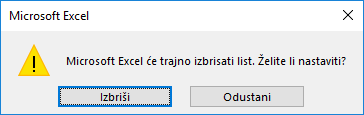 Microsoft Excel
Microsoft Excel će trajno izbrisati list. Želite li nastaviti?
Izbriši
Odustani